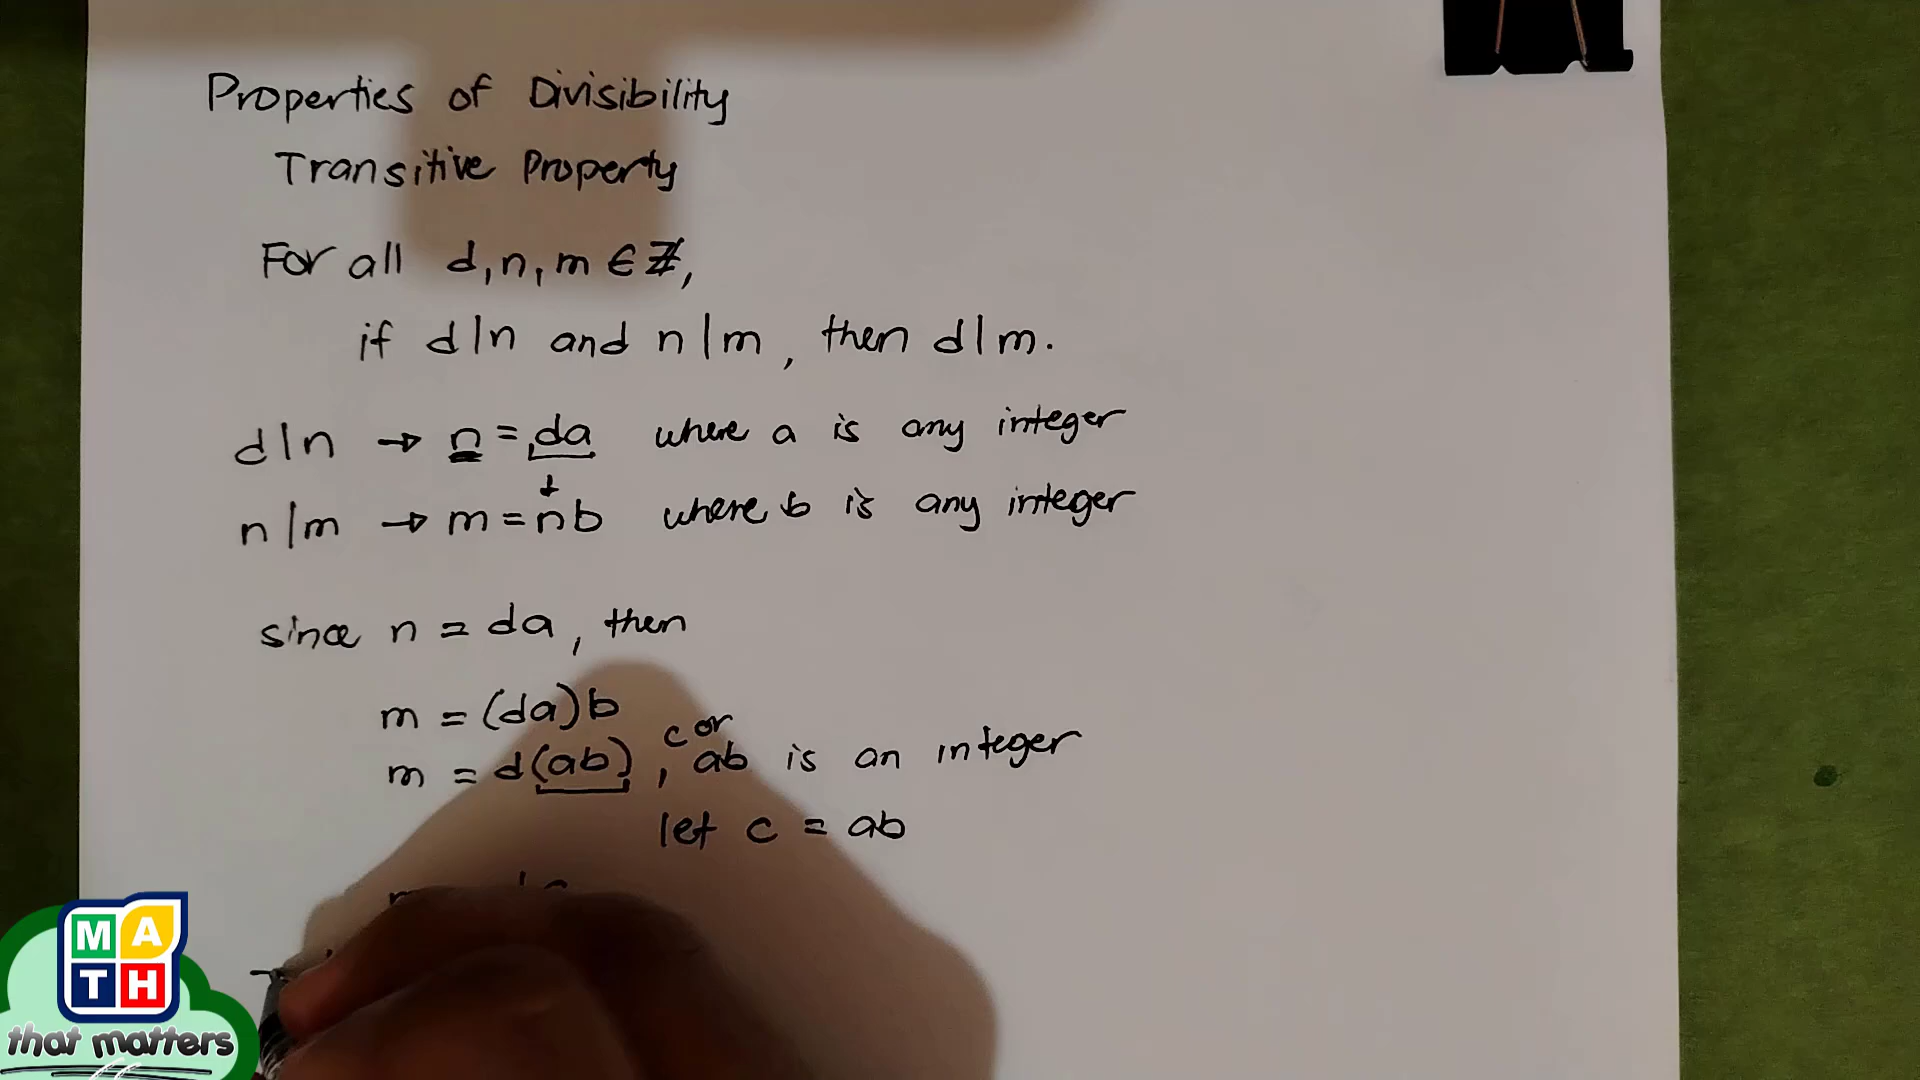 Properties of Divisibility
Transitive Property
For all d, n, m ∈ ℤ,
if d|n and n|m, then d|m.
d|n → n = da where a is any integer
n|m → m = nb where b is any integer
since n = da, then
m = (da)b
m = d(ab), c or ab is an integer
let c = ab
MATH
that matters